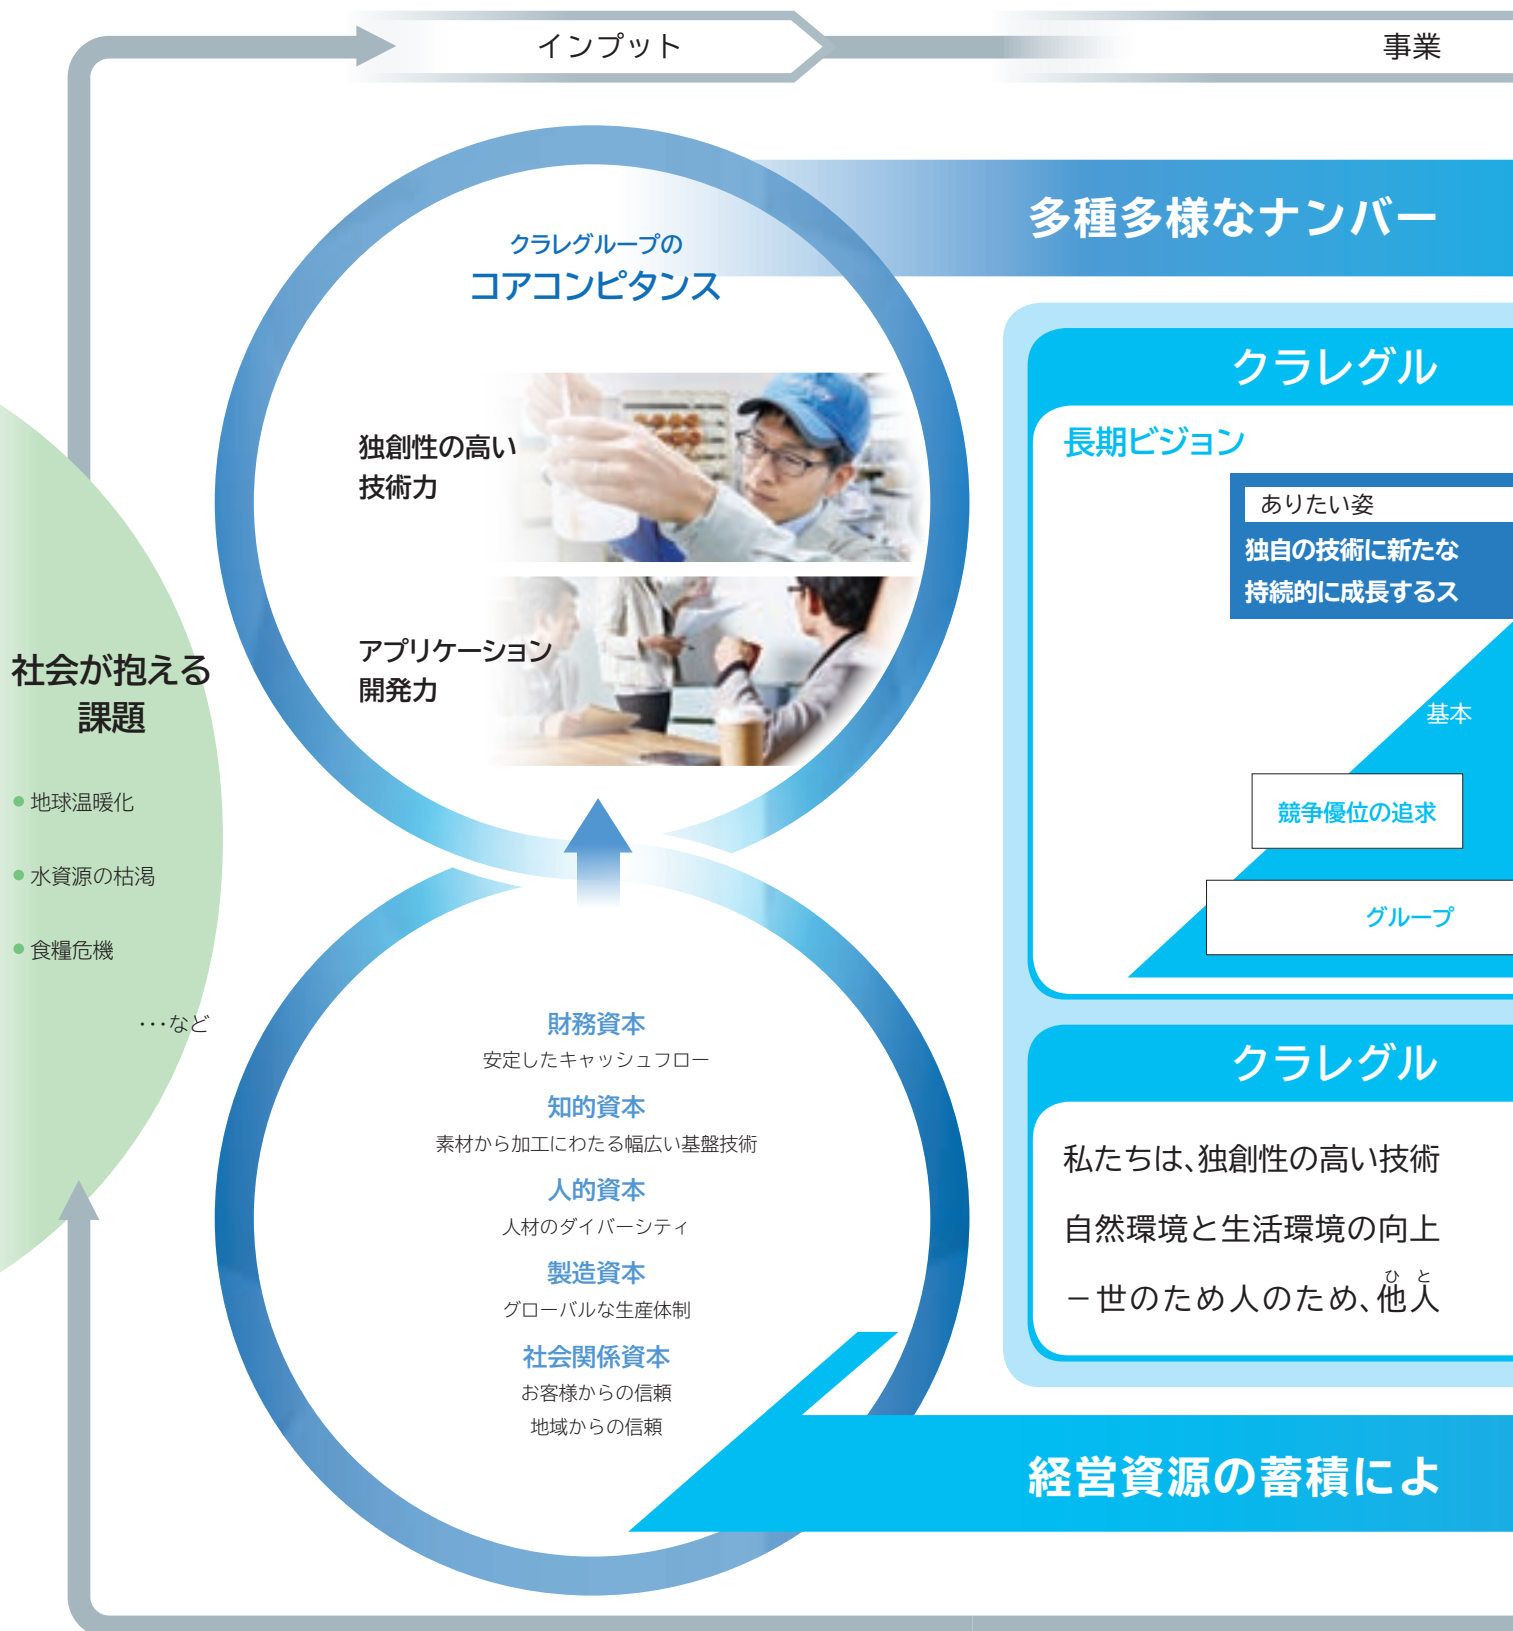 インプット
事業
多種多様なナンバー
クラレグループの
コアコンピタンス
独創性の高い
技術力
アプリケーション
開発力
社会が抱える
課題
• 地球温暖化
• 水資源の枯渇
• 食糧危機
･･･など
財務資本
安定したキャッシュフロー
知的資本
素材から加工にわたる幅広い基盤技術
人的資本
人材のダイバーシティ
製造資本
グローバルな生産体制
社会関係資本
お客様からの信頼
地域からの信頼
クラレグル
長期ビジョン
ありたい姿
独自の技術に新たな
持続的に成長するス
基本
競争優位の追求
グループ
クラレグル
私たちは、独創性の高い技術
自然環境と生活環境の向上
ひと
－世のため人のため、他人
経営資源の蓄積によ